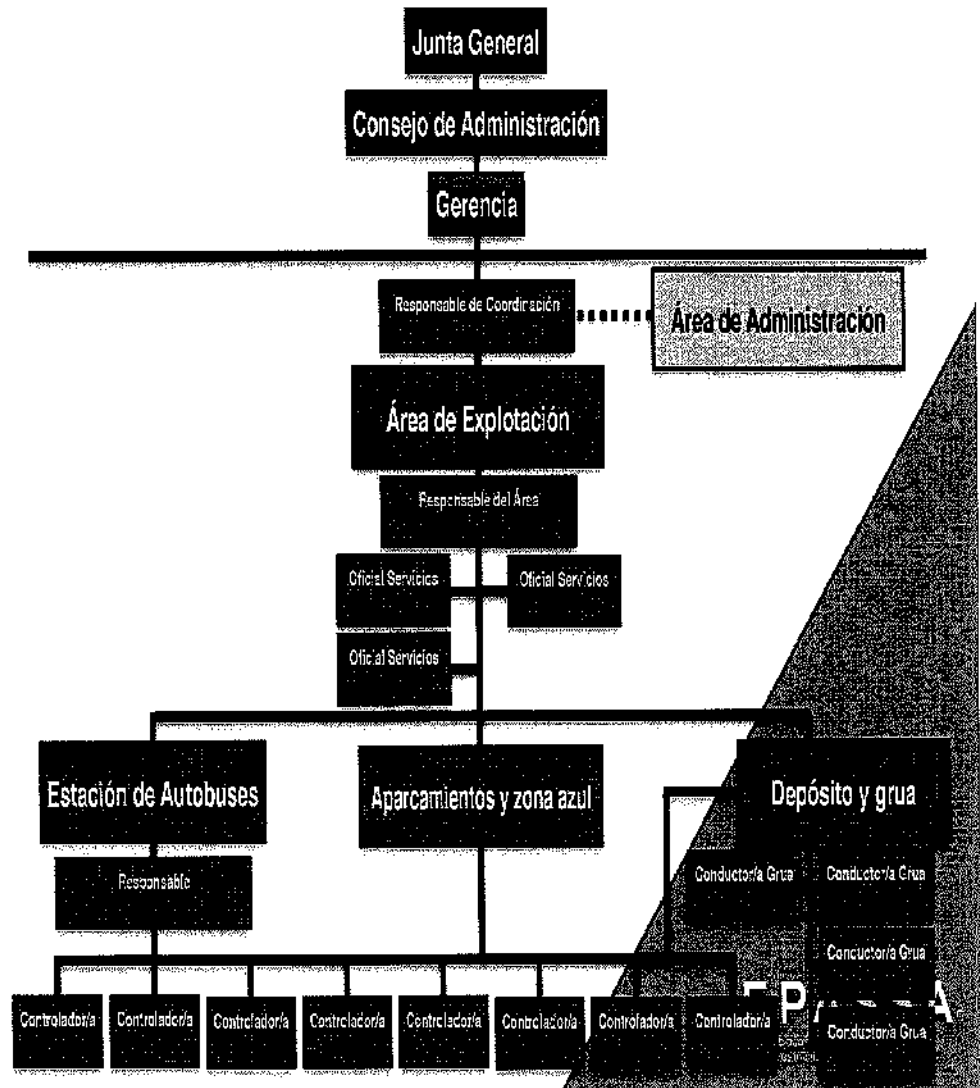 Junta General
Consejo de Administración
Gerencia
Responsable de Coordinación
Área de Administración
Área de Explotación
Responsable del Área
Oficial Servicios
Oficial Servicios
Oficial Servicios
Estación de Autobuses
Aparcamientos y zona azul
Depósito y grua
Responsable
Conductor/a Grua
Conductor/a Grua
Conductor/a Grua
Conductor/a Grua
Controlador/a
Controlador/a
Controlador/a
Controlador/a
Controlador/a
Controlador/a
Controlador/a
Controlador/a